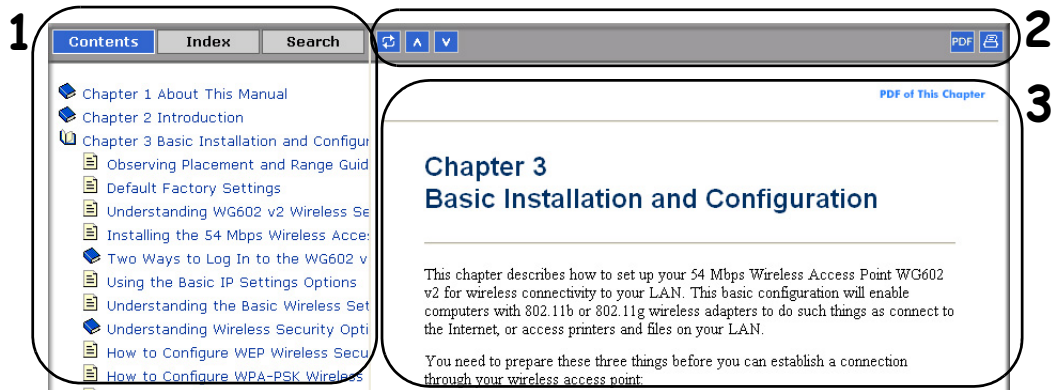 1
Contents Index Search
PDF
2
Chapter 1 About This Manual
Chapter 2 Introduction
Chapter 3 Basic Installation and Configur
Observing Placement and Range Guid
Default Factory Settings
Understanding WG602 v2 Wireless Se
Installing the 54 Mbps Wireless Acce
Two Ways to Log In to the WG602 v
Using the Basic IP Settings Options
Understanding the Basic Wireless Set
Understanding Wireless Security Opti
How to Configure WEP Wireless Secu
How to Configure WPA-PSK Wireless
3
PDF of This Chapter
Chapter 3
Basic Installation and Configuration
This chapter describes how to set up your 54 Mbps Wireless Access Point WG602
v2 for wireless connectivity to your LAN. This basic configuration will enable
computers with 802.11b or 802.11g wireless adapters to do such things as connect to
the Internet, or access printers and files on your LAN.
You need to prepare these three things before you can establish a connection
through your wireless access point: